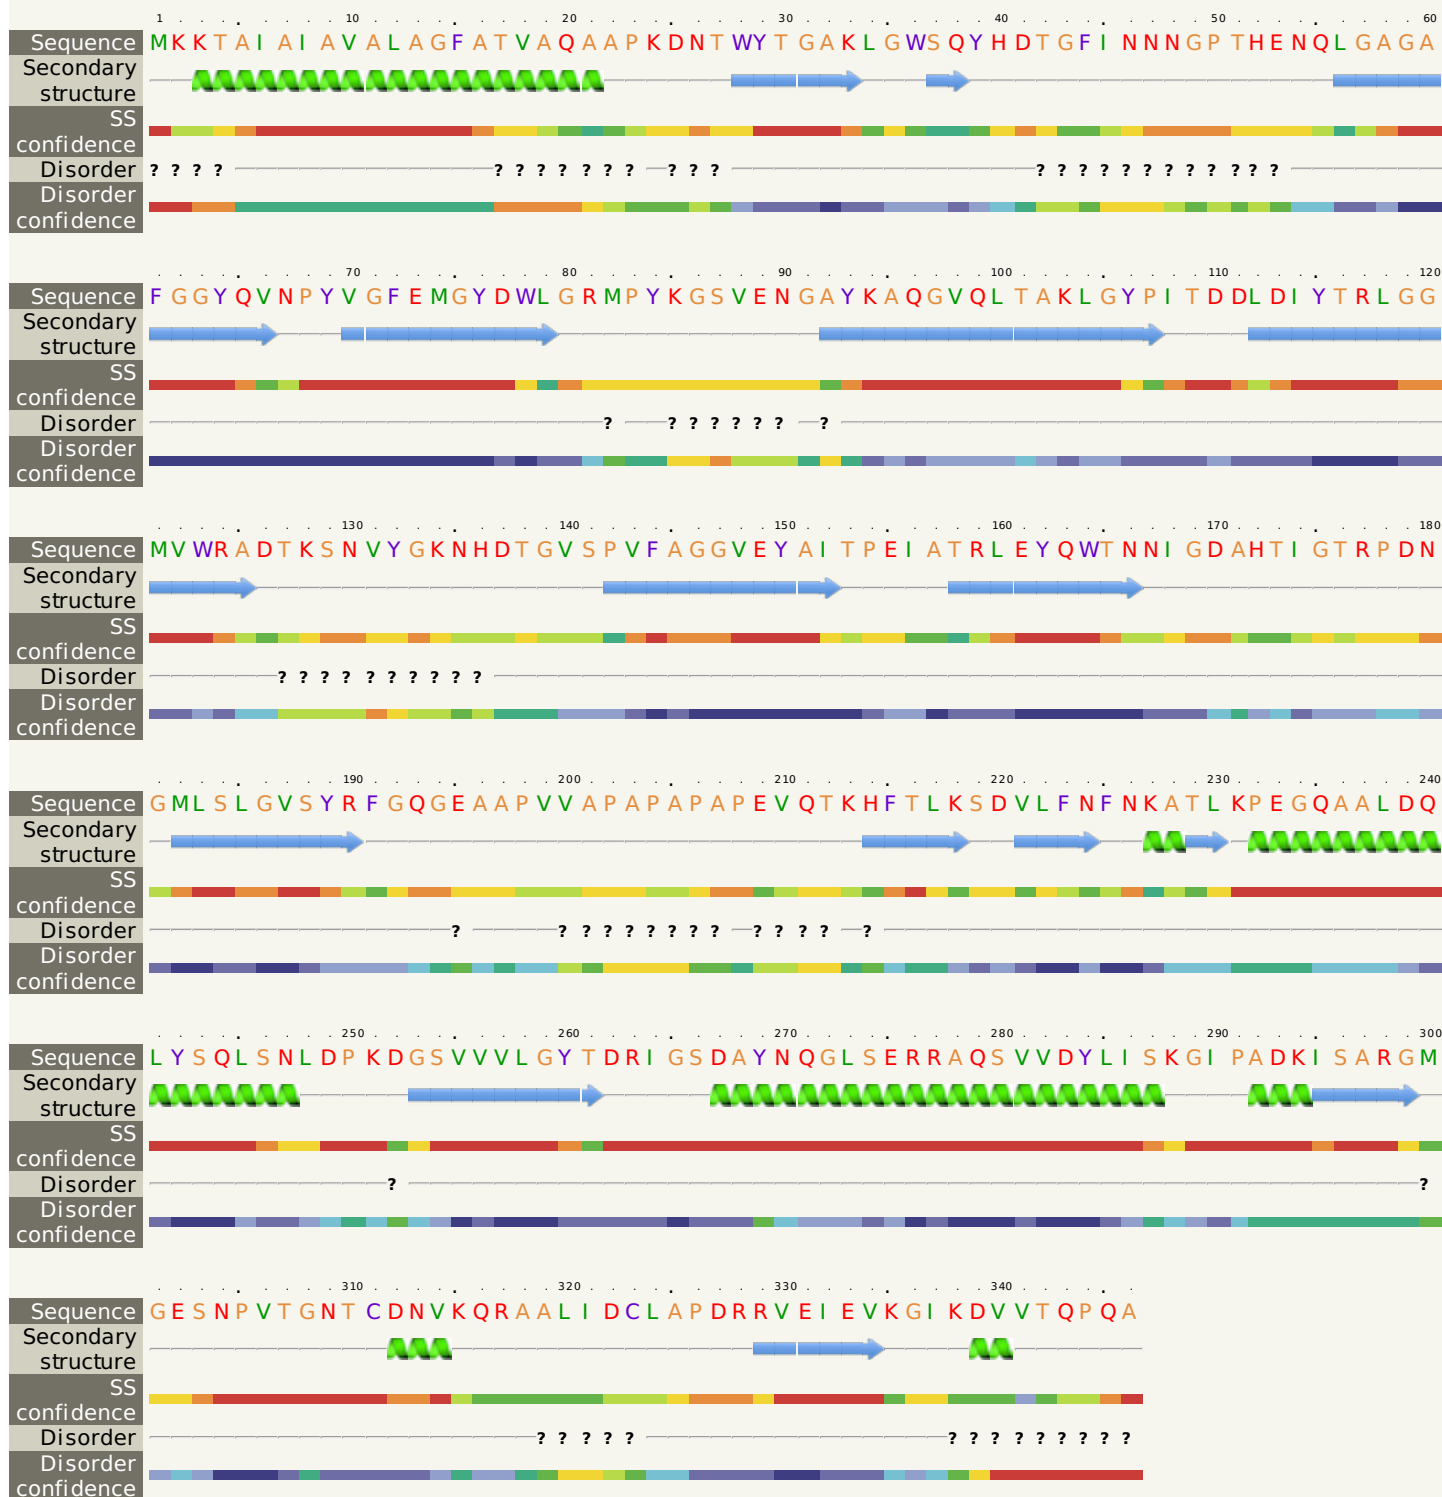 1 10 20 30 40 50 60
Sequence MKKTAIAIAVALAGFATVAQAAPKDNTWYTGAKLGWSQYHDTGFINNNGPTHENQLGAGA
Secondary
structure
SS
confidence
Disorder ? ? ? ? ? ? ? ? ? ? ? ? ? ? ? ? ? ? ? ? ? ? ? ? ? ?
Disorder
confidence
70 80 90 100 110 120
Sequence FGGYQVNPYVGFEMGYDWLGRMPYKGSVENGAYKAQGVQLTAKLGYPITDDLDIYTRLGG
Secondary
structure
SS
confidence
Disorder ? ? ? ? ? ? ? ?
Disorder
confidence
130 140 150 160 170 180
Sequence MVWRADTKSNVYGKNHDTGVSPVFAGGVEYAITPEIATRLEYQWTNNIGDAHTIGTRPDN
Secondary
structure
SS
confidence
Disorder ? ? ? ? ? ? ? ? ? ?
Disorder
confidence
190 200 210 220 230 240
Sequence GMLSLGVSYRFGQGEAAPVVAPAPAPAPEVQTKHFTLKSDVLFNFNKATLKPEGQAALDQ
Secondary
structure
SS
confidence
Disorder ? ? ? ? ? ? ? ? ? ? ? ? ? ?
Disorder
confidence
250 260 270 280 290 300
Sequence LYSQLSNLDPKDGSVVVLGYTDRIGSDAYNQGLSERRAQSVVDYLISKGIPADKISARGM
Secondary
structure
SS
confidence
Disorder ? ?
Disorder
confidence
310 320 330 340
Sequence GESNPVTGNTCDNVKQRAALIDCLAPDRRVEIEVKGIKDVVTQPQA
Secondary
structure
SS
confidence
Disorder ? ? ? ? ? ? ? ? ? ? ? ? ? ?
Disorder
confidence